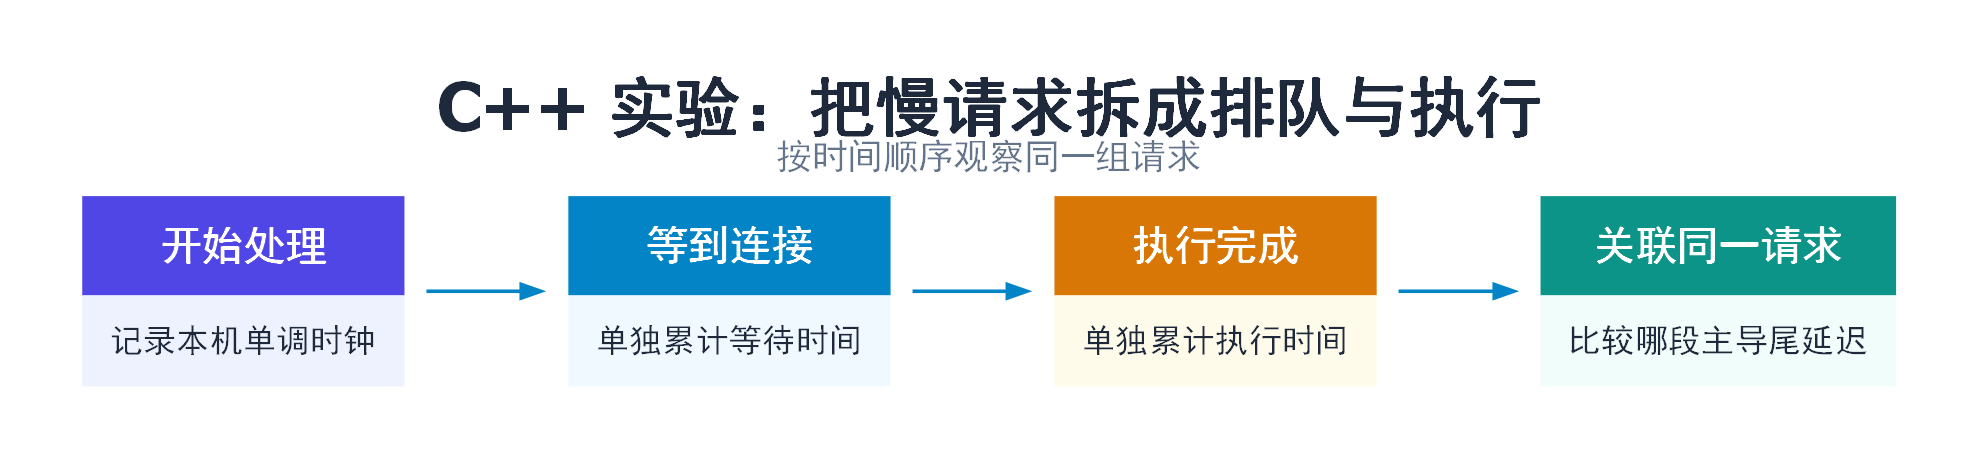 C++ 实验：把慢请求拆成排队与执行
按时间顺序观察同一组请求
开始处理
记录本机单调时钟
等到连接
单独累计等待时间
执行完成
单独累计执行时间
关联同一请求
比较哪段主导尾延迟